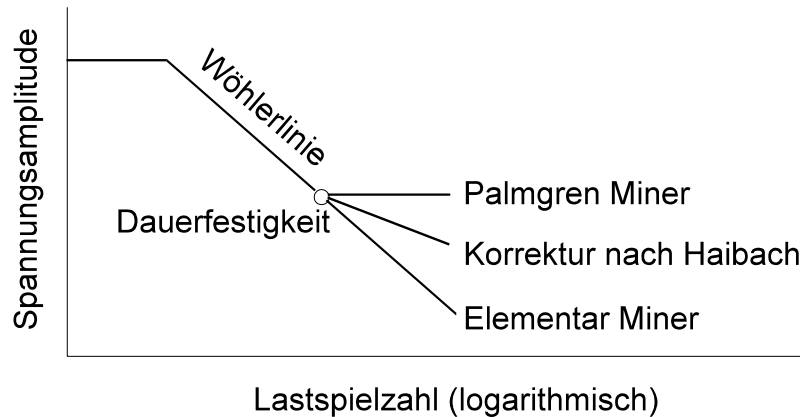 Spannungsamplitude
Wöhlerlinie
Dauerfestigkeit
Palmgren Miner
Korrektur nach Haibach
Elementar Miner
Lastspielzahl (logarithmisch)